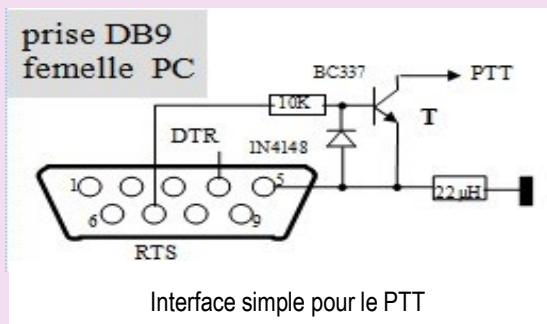 prise DB9
femelle PC
BC337
PTT
10K
T
DTR
1N4148
1
5
22 µH
6
9
RTS
Interface simple pour le PTT